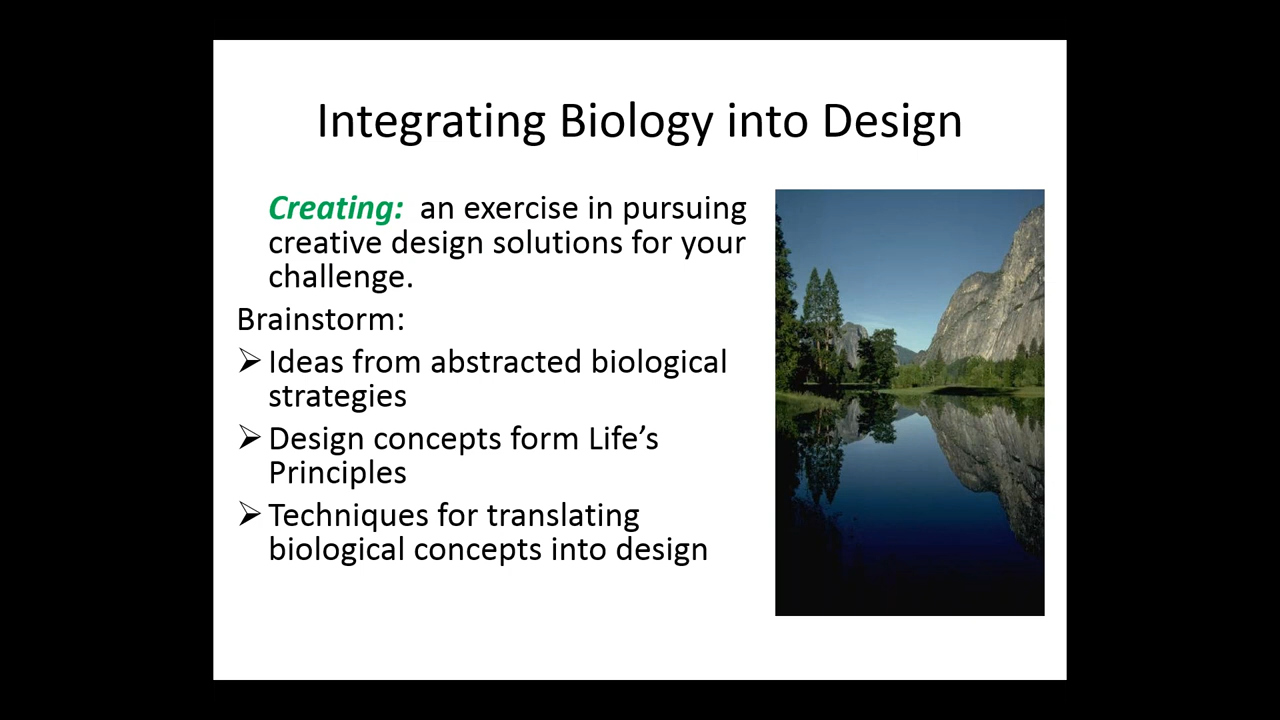 Integrating Biology into Design
Creating: an exercise in pursuing
creative design solutions for your
challenge.
Brainstorm:
➢ Ideas from abstracted biological
strategies
➢ Design concepts form Life’s
Principles
➢ Techniques for translating
biological concepts into design